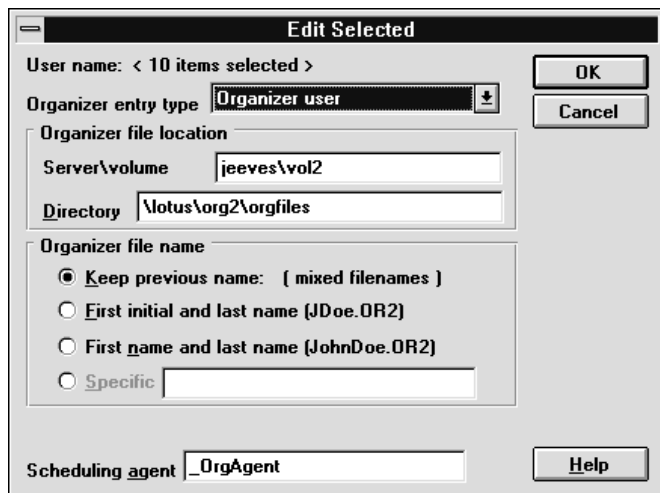 Edit Selected
User name: < 10 items selected >
OK
Organizer entry type Organizer user
Cancel
Organizer file location
Server\volume jeeves\vol2
Directory \lotus\org2\orgfiles
Organizer file name
Keep previous name: ( mixed filenames )
First initial and last name (JDoe.OR2)
First name and last name (JohnDoe.OR2)
Specific
Scheduling agent _OrgAgent
Help